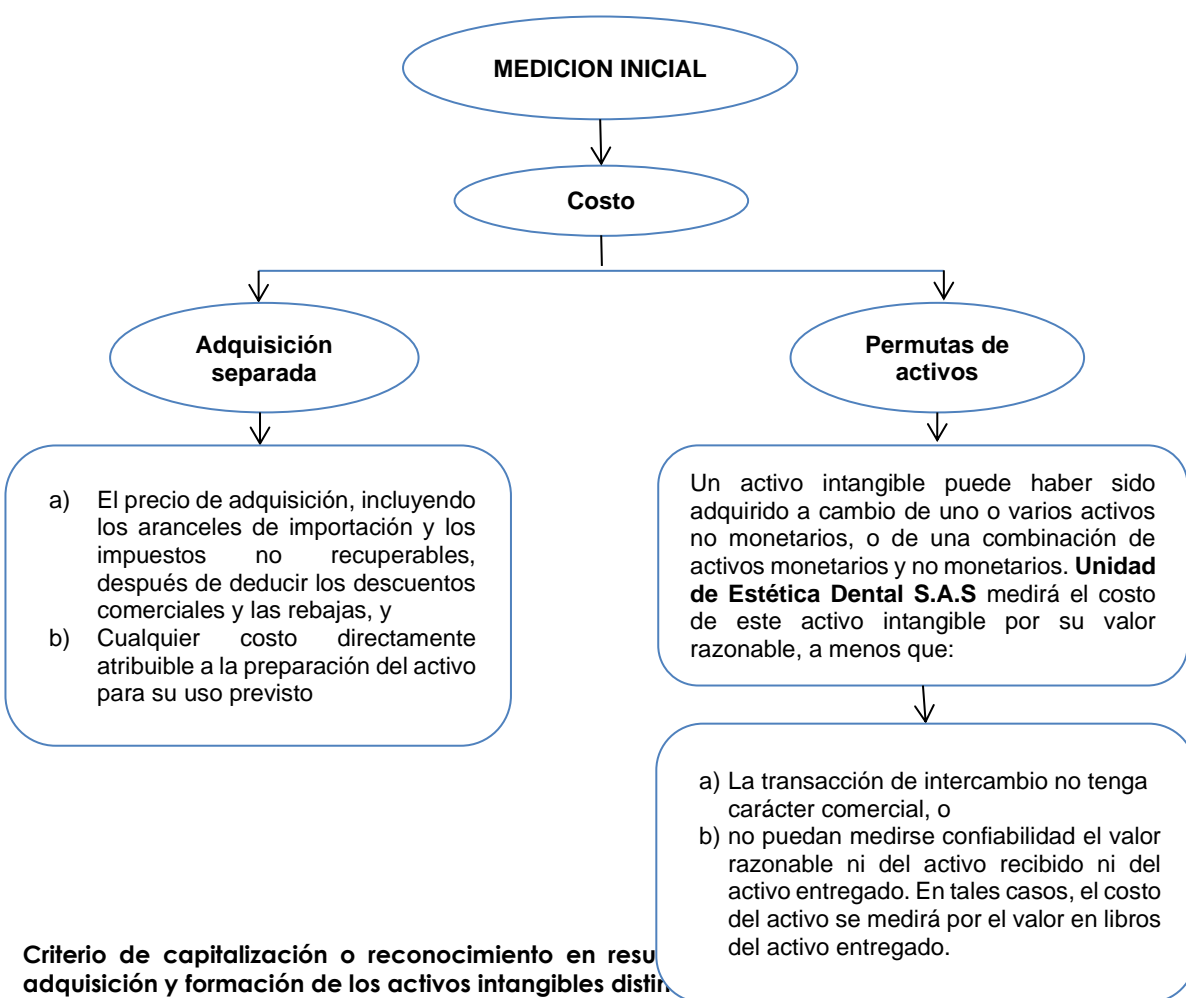 MEDICION INICIAL
Costo
Adquisición
separada
a) El precio de adquisición, incluyendo
los aranceles de importación y los
impuestos no recuperables,
después de deducir los descuentos
comerciales y las rebajas, y
b) Cualquier costo directamente
atribuible a la preparación del activo
para su uso previsto
Permutas de
activos
Un activo intangible puede haber sido
adquirido a cambio de uno o varios activos
no monetarios, o de una combinación de
activos monetarios y no monetarios. Unidad
de Estética Dental S.A.S medirá el costo
de este activo intangible por su valor
razonable, a menos que:
a) La transacción de intercambio no tenga
carácter comercial, o
b) no puedan medirse confiabilidad el valor
razonable ni del activo recibido ni del
activo entregado. En tales casos, el costo
del activo se medirá por el valor en libros
del activo entregado.
Criterio de capitalización o reconocimiento en
adquisición y formación de los activos intangibles